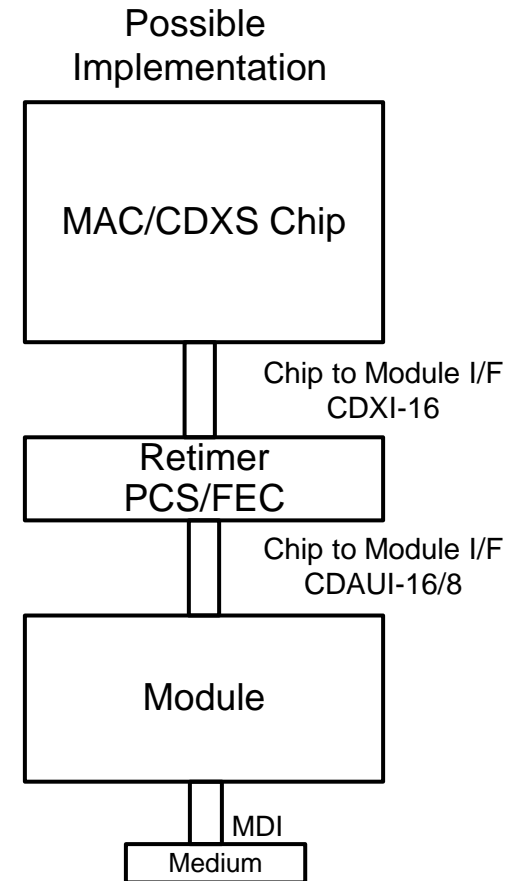 Possible
Implementation
MAC/CDXS Chip
Chip to Module I/F
CDXI-16
Retimer
PCS/FEC
Chip to Module I/F
CDAUI-16/8
Module
MDI
Medium